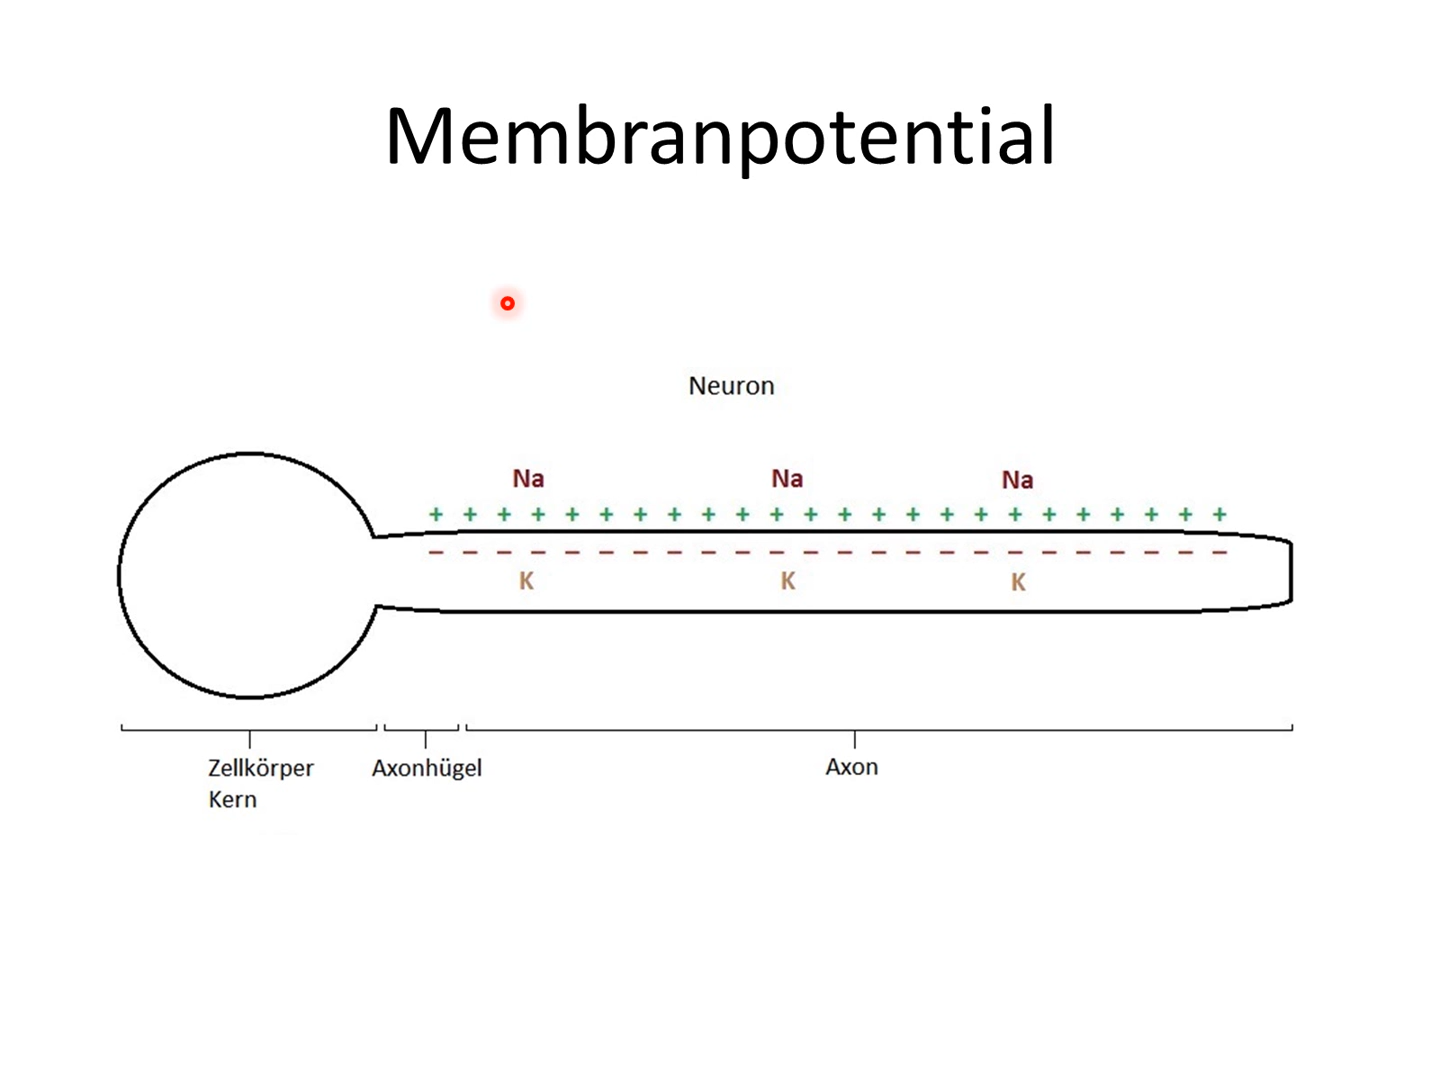 Membranpotential
Neuron
Na Na Na
+ + + + + + + + + + + + + + + + + + + + + + + +
– – – – – – – – – – – – – – – – – – – – – – – –
K K K
Zellkörper Axonhügel Axon
Kern